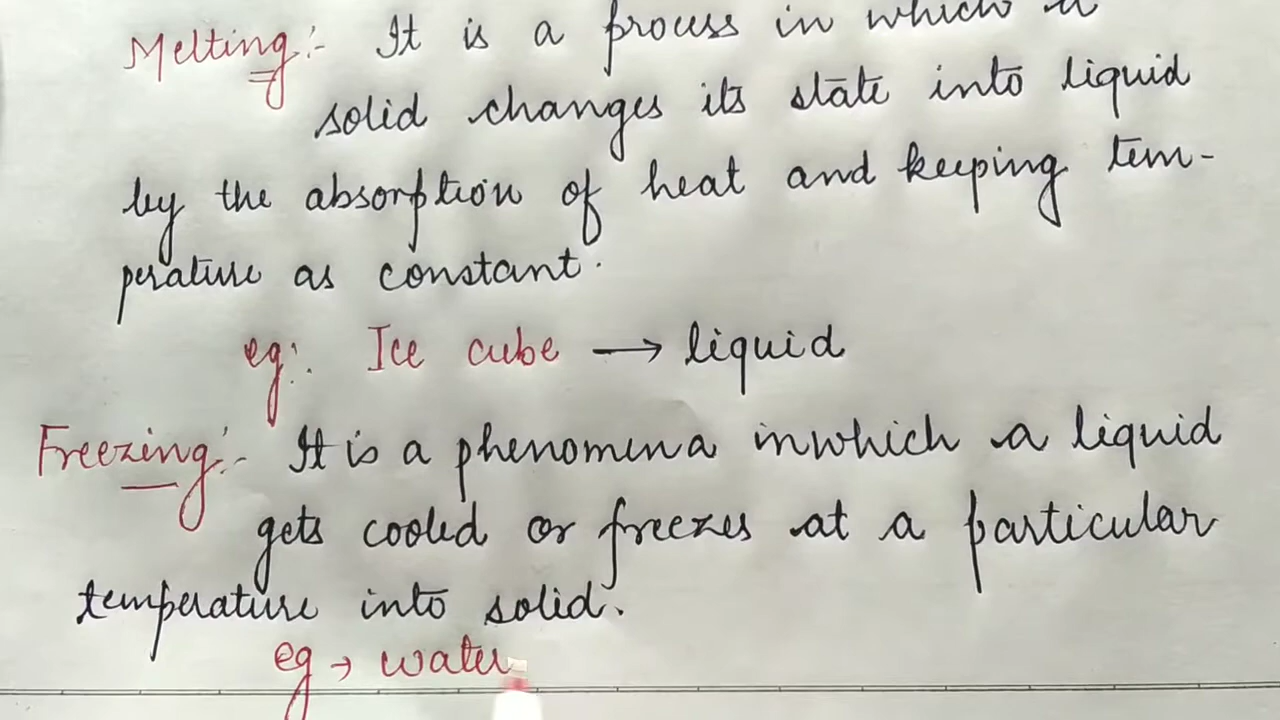 Melting:- It is a process in which a
solid changes its state into liquid
by the absorption of heat and keeping tem-
perature as constant.
eg:. Ice cube → liquid
Freezing:- It is a phenomena inwhich a liquid
gets cooled or freezes at a particular
temperature into solid.
eg → water